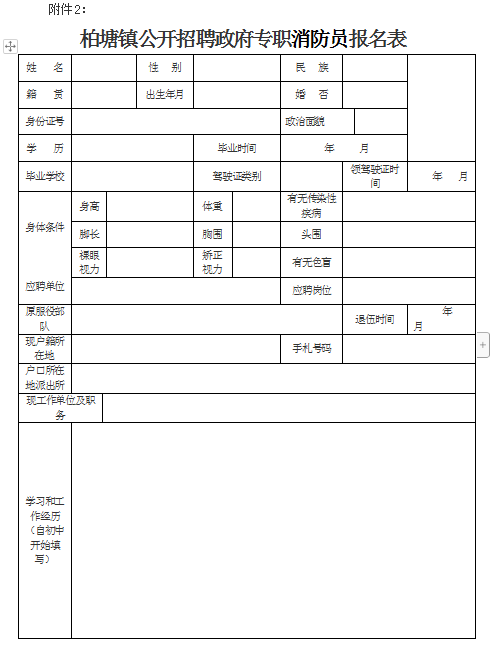 附件2：
柏塘镇公开招聘政府专职消防员报名表
姓 名 性 别 民 族
籍 贯 出生年月 婚 否
身份证号 政治面貌
学 历 毕业时间 年 月
毕业学校 驾驶证类别 领驾驶证时间 年 月
身体条件 身高 体重 有无传染性疾病
脚长 胸围 头围
裸眼视力 矫正视力 有无色盲
应聘单位 应聘岗位
原服役部队 退伍时间 年 月
现户籍所在地 手札号码
户口所在地派出所
现工作单位及职务
学习和工作经历（自初中开始填写）